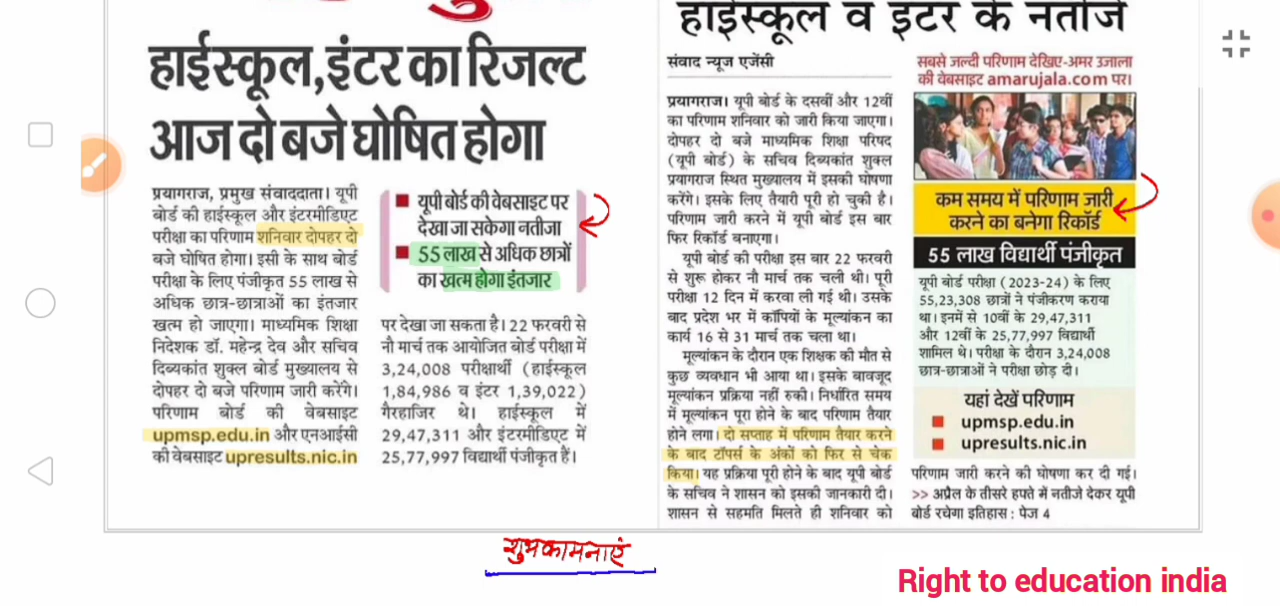 हाईस्कूल,इंटर का रिजल्ट
आज दो बजे घोषित होगा
प्रयागराज, प्रमुख संवाददाता। यूपी
बोर्ड की हाईस्कूल और इंटरमीडिएट
परीक्षा का परिणाम शनिवार दोपहर दो
बजे घोषित होगा। इसी के साथ बोर्ड
परीक्षा के लिए पंजीकृत 55 लाख से
अधिक छात्र-छात्राओं का इंतजार
खत्म हो जाएगा। माध्यमिक शिक्षा
निदेशक डॉ. महेन्द्र देव और सचिव
दिब्यकांत शुक्ल बोर्ड मुख्यालय से
दोपहर दो बजे परिणाम जारी करेंगे।
परिणाम बोर्ड की वेबसाइट
upmsp.edu.in और एनआईसी
की वेबसाइट upresults.nic.in
यूपी बोर्ड की वेबसाइट पर
देखा जा सकेगा नतीजा
55 लाख से अधिक छात्रों
का खत्म होगा इंतजार
पर देखा जा सकता है। 22 फरवरी से
नौ मार्च तक आयोजित बोर्ड परीक्षा में
3,24,008 परीक्षार्थी (हाईस्कूल
1,84,986 व इंटर 1,39,022)
गैरहाजिर थे। हाईस्कूल में
29,47,311 और इंटरमीडिएट में
25,77,997 विद्यार्थी पंजीकृत हैं।
हाईस्कूल व इंटर के नतीजे
संवाद न्यूज एजेंसी
प्रयागराज। यूपी बोर्ड के दसवीं और 12वीं
का परिणाम शनिवार को जारी किया जाएगा।
दोपहर दो बजे माध्यमिक शिक्षा परिषद
(यूपी बोर्ड) के सचिव दिब्यकांत शुक्ल
प्रयागराज स्थित मुख्यालय में इसकी घोषणा
करेंगे। इसके लिए तैयारी पूरी हो चुकी है।
परिणाम जारी करने में यूपी बोर्ड इस बार
फिर रिकॉर्ड बनाएगा।
यूपी बोर्ड की परीक्षा इस बार 22 फरवरी
से शुरू होकर नौ मार्च तक चली थी। पूरी
परीक्षा 12 दिन में करवा ली गई थी। उसके
बाद प्रदेश भर में कॉपियों के मूल्यांकन का
कार्य 16 से 31 मार्च तक चला था।
मूल्यांकन के दौरान एक शिक्षक की मौत से
कुछ व्यवधान भी आया था। इसके बावजूद
मूल्यांकन प्रक्रिया नहीं रुकी। निर्धारित समय
में मूल्यांकन पूरा होने के बाद परिणाम तैयार
होने लगा। दो सप्ताह में परिणाम तैयार करने
के बाद टॉपर्स के अंकों को फिर से चेक
किया। यह प्रक्रिया पूरी होने के बाद यूपी बोर्ड
के सचिव ने शासन को इसकी जानकारी दी।
शासन से सहमति मिलते ही शनिवार को
सबसे जल्दी परिणाम देखिए-अमर उजाला
की वेबसाइट amarujala.com पर।
कम समय में परिणाम जारी
करने का बनेगा रिकॉर्ड
55 लाख विद्यार्थी पंजीकृत
यूपी बोर्ड परीक्षा (2023-24) के लिए
55,23,308 छात्रों ने पंजीकरण कराया
था। इनमें से 10वीं के 29,47,311
और 12वीं के 25,77,997 विद्यार्थी
शामिल थे। परीक्षा के दौरान 3,24,008
छात्र-छात्राओं ने परीक्षा छोड़ दी।
यहां देखें परिणाम
upmsp.edu.in
upresults.nic.in
परिणाम जारी करने की घोषणा कर दी गई।
>> अप्रैल के तीसरे हफ्ते में नतीजे देकर यूपी
बोर्ड रचेगा इतिहास : पेज 4
शुभकामनाएं
Right to education india